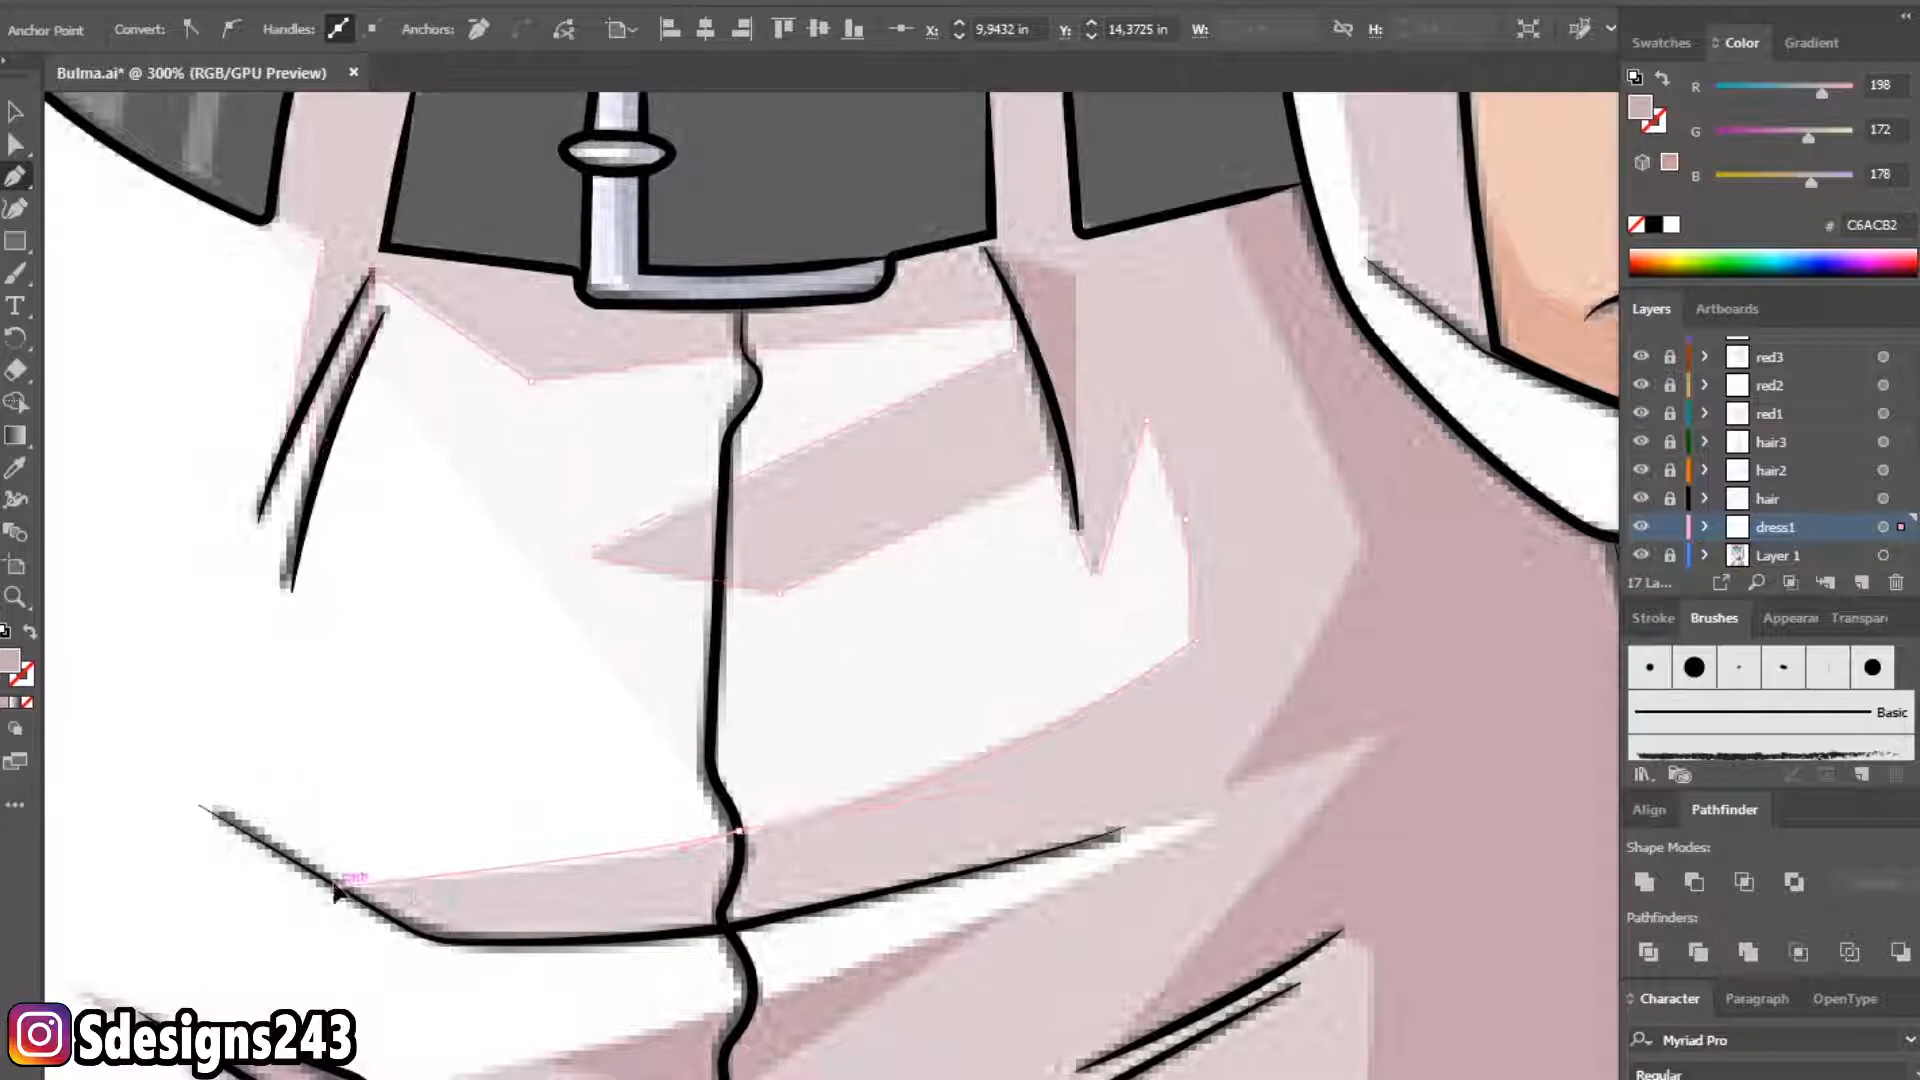 Anchor Point Convert: Handles: Anchors: X: 9,9432 in Y: 14,3725 in W: H:
Bulma.ai* @ 300% (RGB/GPU Preview) ×
Swatches Color Gradient
R 198
G 172
B 178
# C6ACB2
Layers Artboards
red3
red2
red1
hair3
hair2
hair
dress1
Layer 1
17 La...
Stroke Brushes Appearar Transpar
Basic
Align Pathfinder
Shape Modes:
Pathfinders:
Character Paragraph OpenType
Myriad Pro
Regular
Sdesigns243